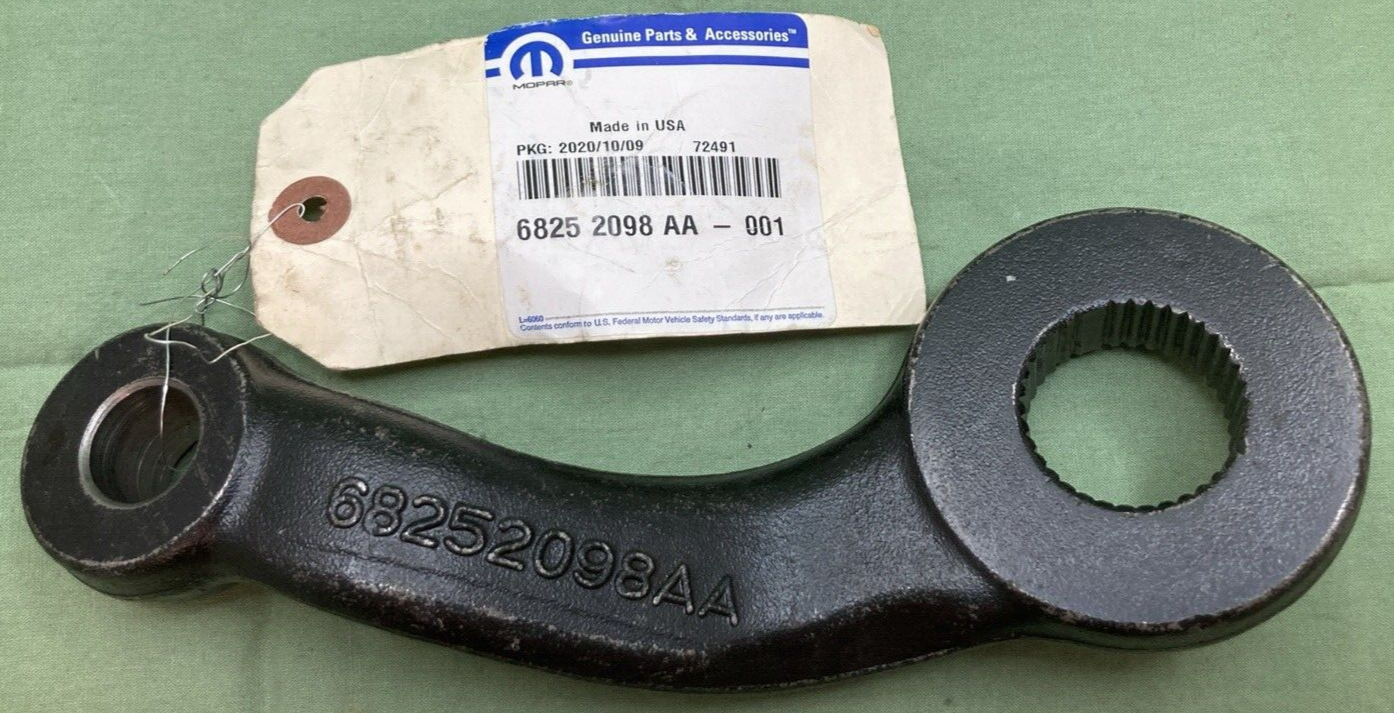 Genuine Parts & Accessories™
MOPAR®
Made in USA
PKG: 2020/10/09 72491
6825 2098 AA – 001
L=6060
Contents conform to U.S. Federal Motor Vehicle Safety Standards, if any are applicable.
68252098AA